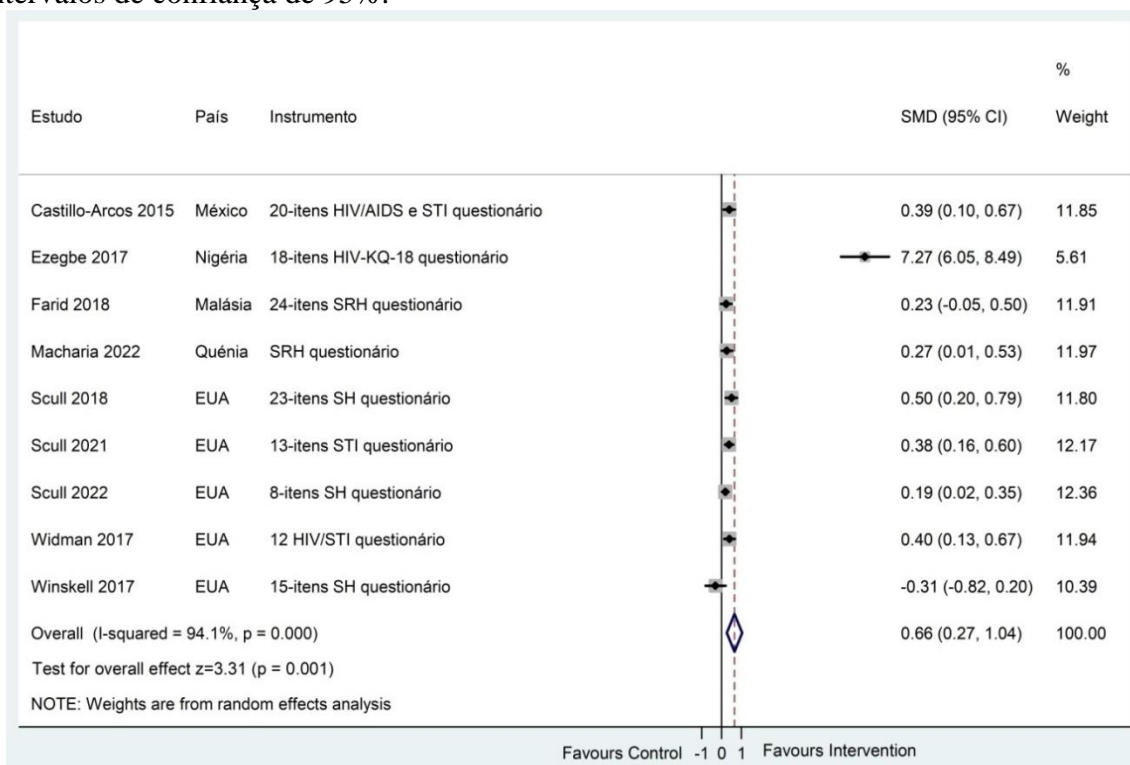 intervalos de confiança de 95%.
%
Estudo País Instrumento SMD (95% CI) Weight
Castillo-Arcos 2015 México 20-itens HIV/AIDS e STI questionário 0.39 (0.10, 0.67) 11.85
Ezegbe 2017 Nigéria 18-itens HIV-KQ-18 questionário 7.27 (6.05, 8.49) 5.61
Farid 2018 Malásia 24-itens SRH questionário 0.23 (-0.05, 0.50) 11.91
Macharia 2022 Quénia SRH questionário 0.27 (0.01, 0.53) 11.97
Scull 2018 EUA 23-itens SH questionário 0.50 (0.20, 0.79) 11.80
Scull 2021 EUA 13-itens STI questionário 0.38 (0.16, 0.60) 12.17
Scull 2022 EUA 8-itens SH questionário 0.19 (0.02, 0.35) 12.36
Widman 2017 EUA 12 HIV/STI questionário 0.40 (0.13, 0.67) 11.94
Winskell 2017 EUA 15-itens SH questionário -0.31 (-0.82, 0.20) 10.39
Overall (I-squared = 94.1%, p = 0.000) 0.66 (0.27, 1.04) 100.00
Test for overall effect z=3.31 (p = 0.001)
NOTE: Weights are from random effects analysis
Favours Control -1 0 1 Favours Intervention